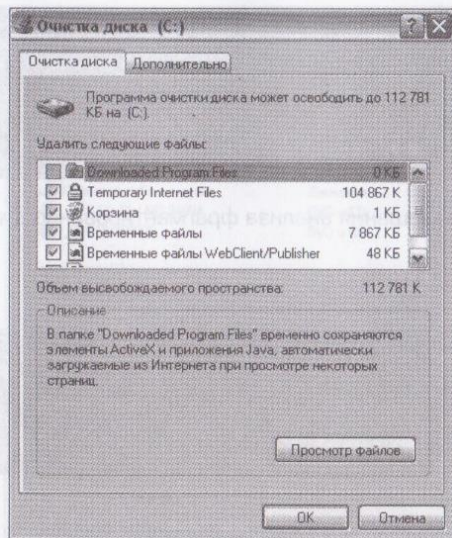 Очистка диска (C:)
Очистка диска Дополнительно
Программа очистки диска может освободить до 112 781
КБ на (C:).
Удалить следующие файлы:
Downloaded Program Files 0 КБ
Temporary Internet Files 104 867 К
Корзина 1 КБ
Временные файлы 7 867 КБ
Временные файлы WebClient/Publisher 48 КБ
Объем высвобождаемого пространства: 112 781 К
Описание
В папке "Downloaded Program Files" временно сохраняются
элементы ActiveX и приложения Java, автоматически
загружаемые из Интернета при просмотре некоторых
страниц.
Просмотр файлов
OK Отмена